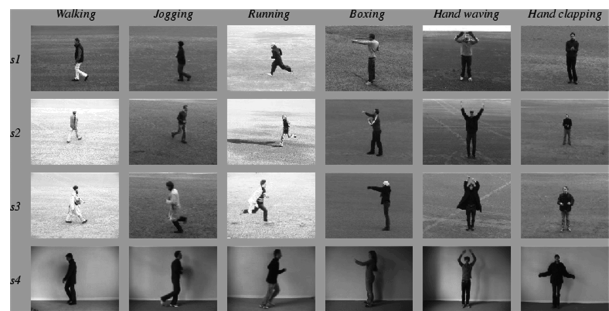 Walking Jogging Running Boxing Hand waving Hand clapping
s1
s2
s3
s4